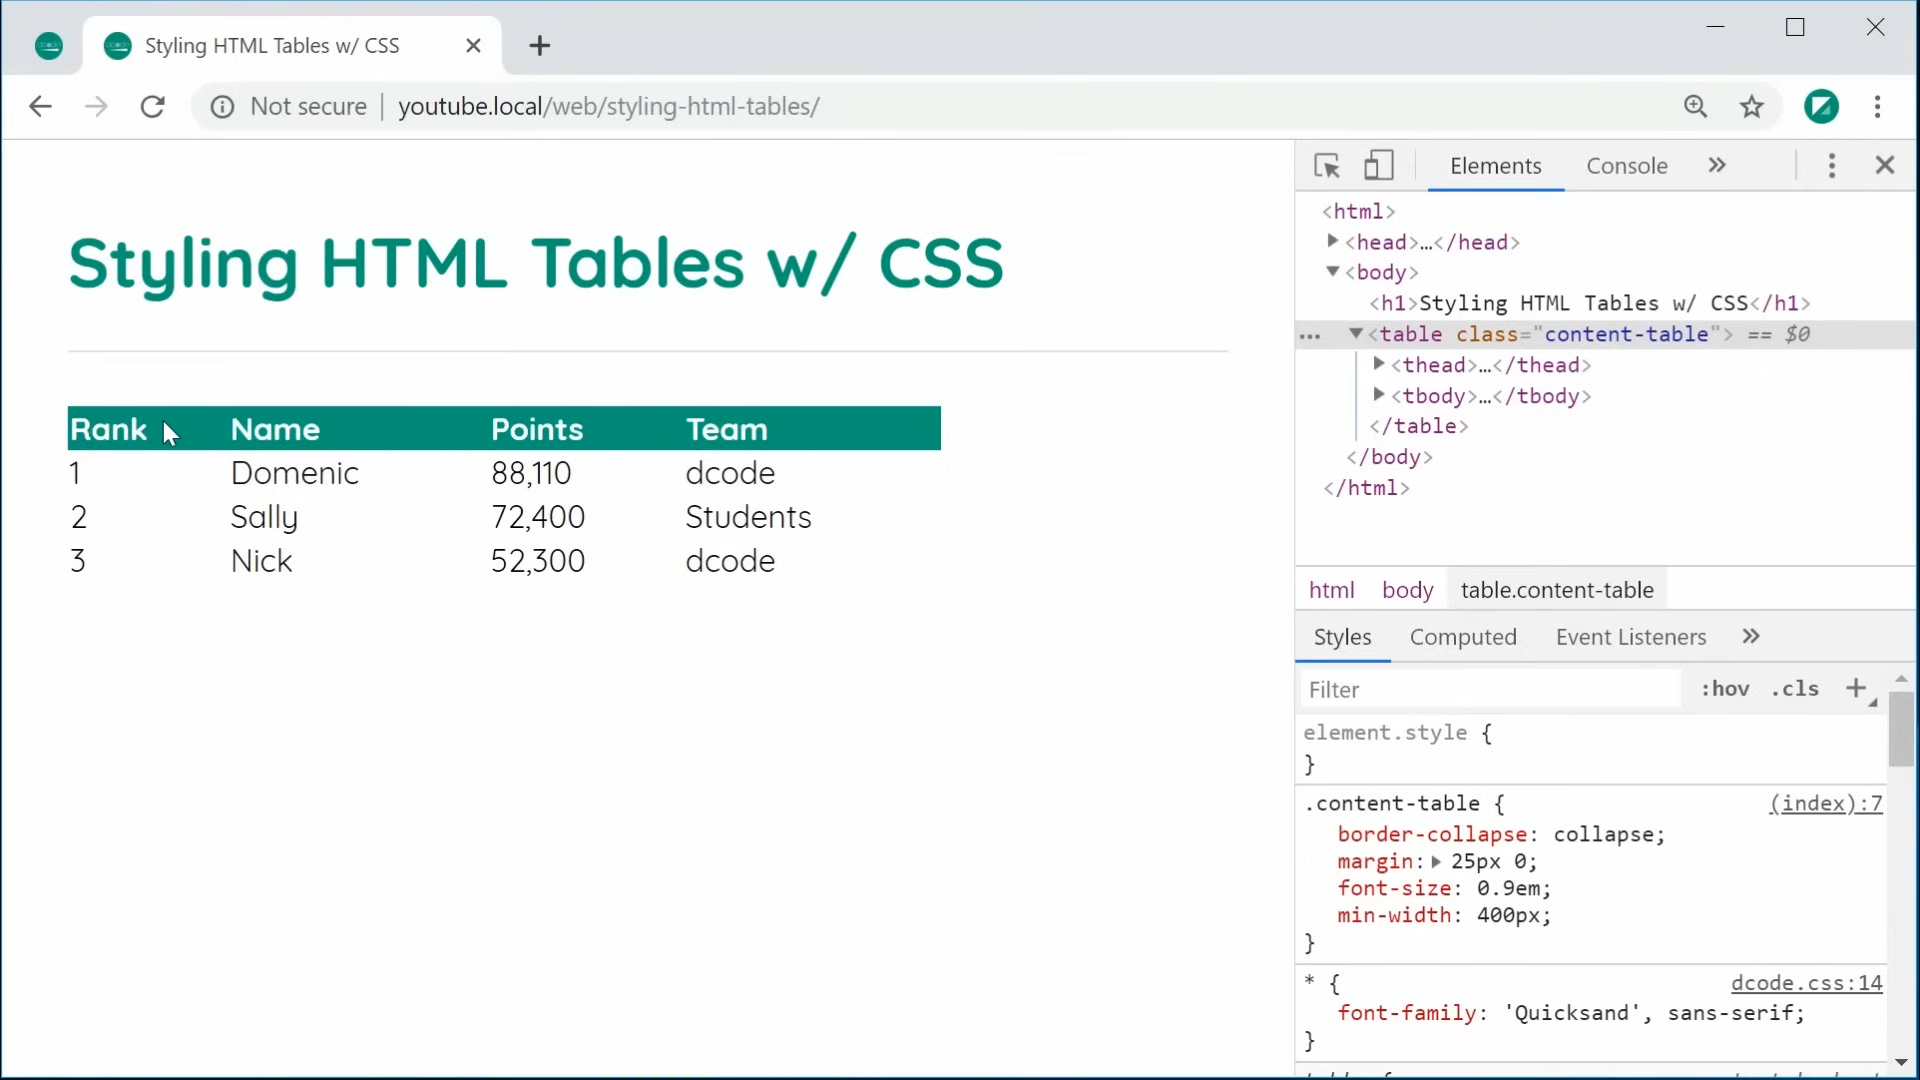 Styling HTML Tables w/ CSS
Not secure | youtube.local/web/styling-html-tables/
Styling HTML Tables w/ CSS
Rank Name Points Team
1 Domenic 88,110 dcode
2 Sally 72,400 Students
3 Nick 52,300 dcode
Elements Console »
<html>
<head>…</head>
<body>
<h1>Styling HTML Tables w/ CSS</h1>
… <table class="content-table"> == $0
<thead>…</thead>
<tbody>…</tbody>
</table>
</body>
</html>
html body table.content-table
Styles Computed Event Listeners »
Filter :hov .cls +
element.style {
}
.content-table { (index):7
border-collapse: collapse;
margin: 25px 0;
font-size: 0.9em;
min-width: 400px;
}
* { dcode.css:14
font-family: 'Quicksand', sans-serif;
}